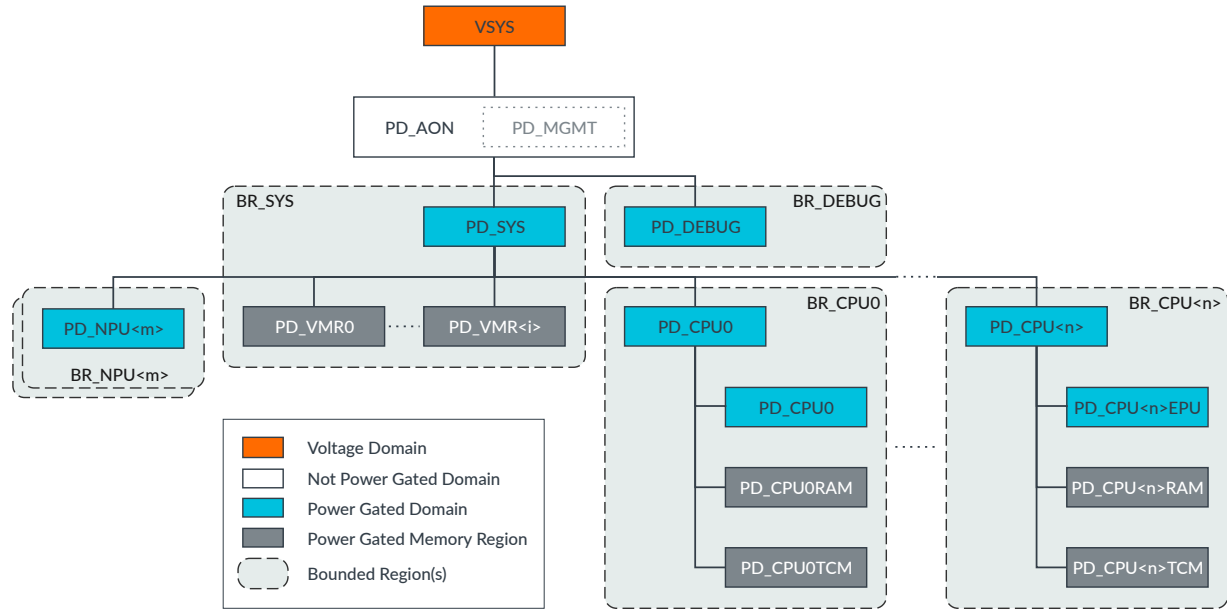 VSYS
PD_AON
PD_MGMT
BR_SYS
BR_DEBUG
PD_SYS
PD_DEBUG
BR_CPU0
BR_CPU<n>
PD_NPU<m>
PD_VMR0
PD_VMR<i>
PD_CPU0
PD_CPU<n>
BR_NPU<m>
PD_CPU0
PD_CPU<n>EPU
PD_CPU0RAM
PD_CPU<n>RAM
PD_CPU0TCM
PD_CPU<n>TCM
Voltage Domain
Not Power Gated Domain
Power Gated Domain
Power Gated Memory Region
Bounded Region(s)